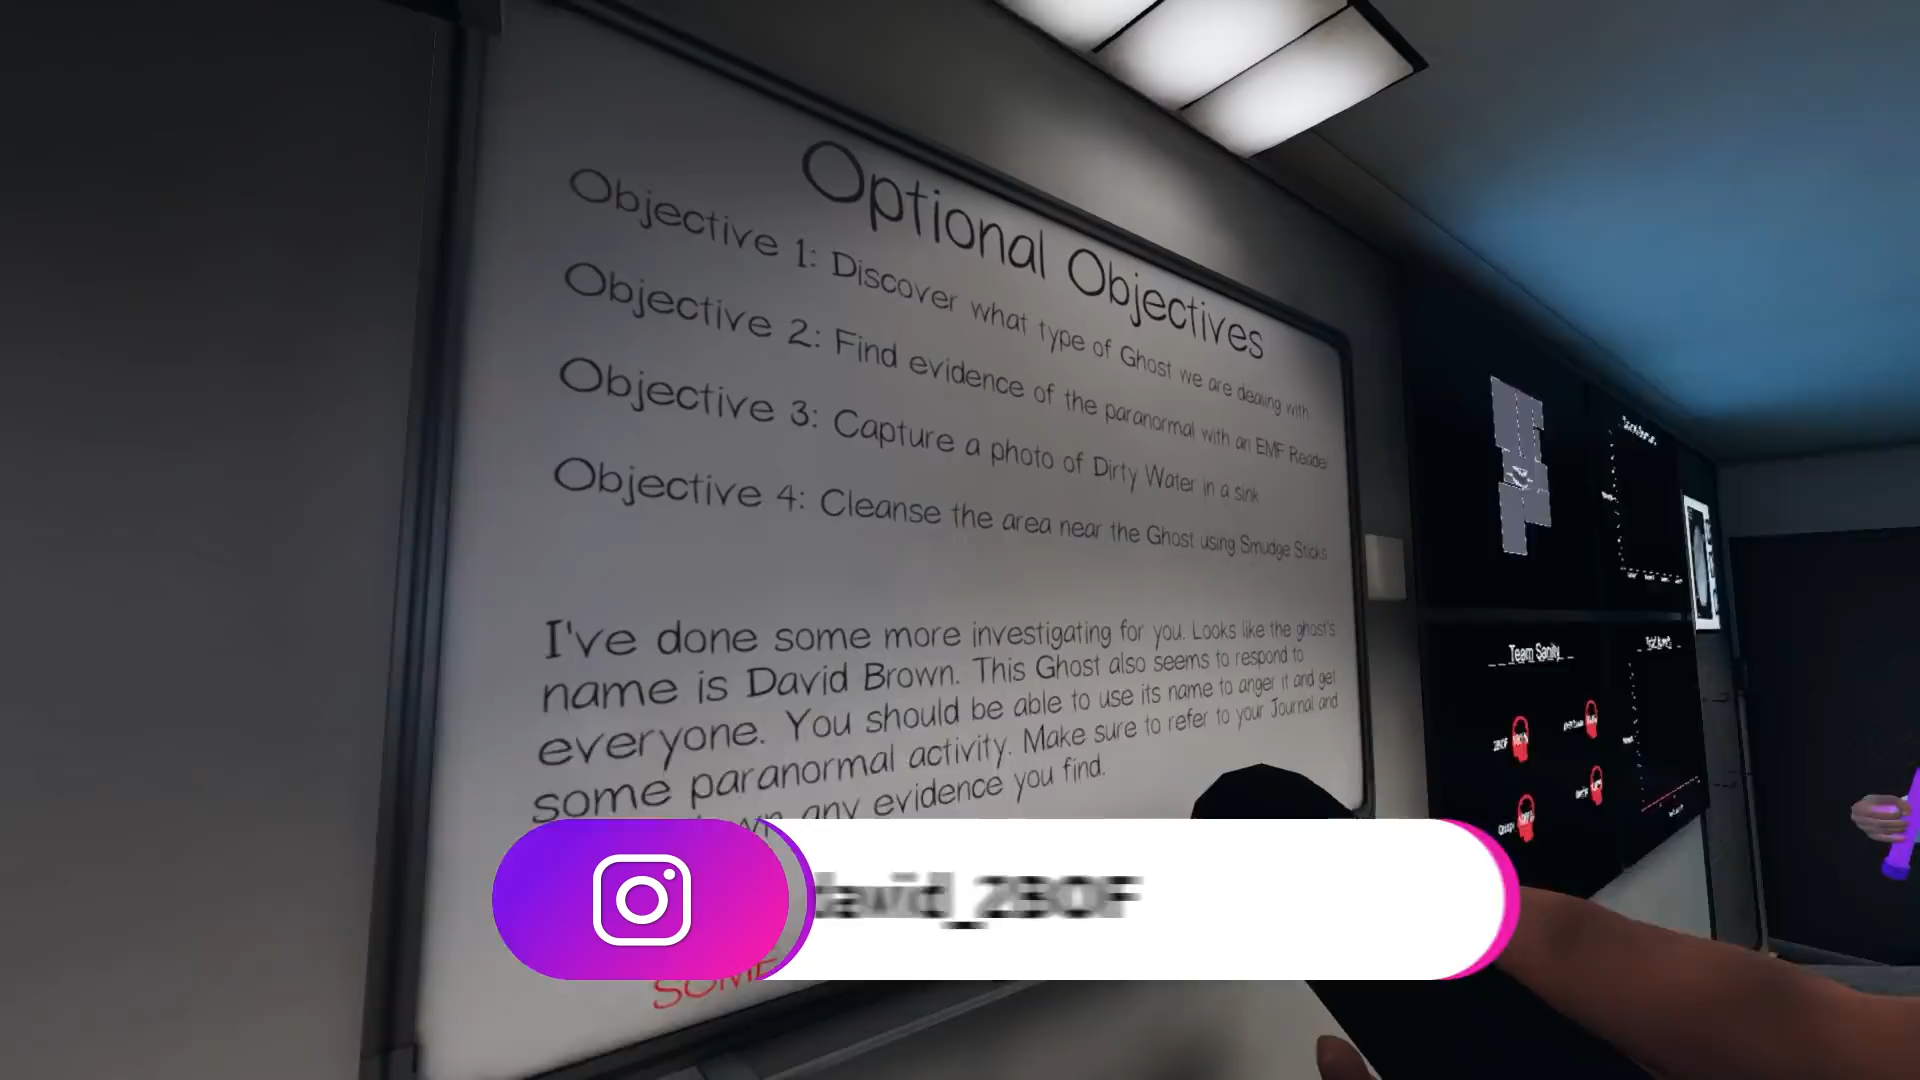 Optional Objectives
Objective 1: Discover what type of Ghost we are dealing with
Objective 2: Find evidence of the paranormal with an EMF Reader
Objective 3: Capture a photo of Dirty Water in a sink
Objective 4: Cleanse the area near the Ghost using Smudge Sticks
I've done some more investigating for you. Looks like the ghost's
name is David Brown. This Ghost also seems to respond to
everyone. You should be able to use its name to anger it and get
some paranormal activity. Make sure to refer to your Journal and
any evidence you find.
SOME
Team Sanity
2BOF